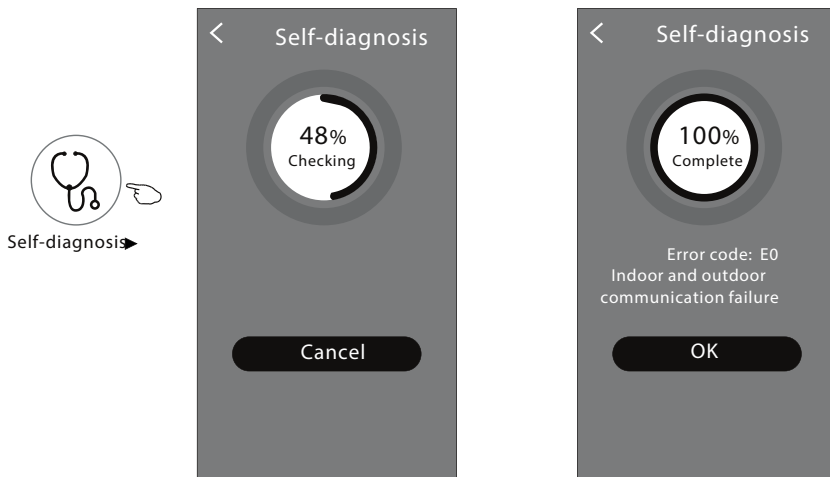 Self-diagnosis
Self-diagnosis
48%
Checking
Cancel
Self-diagnosis
100%
Complete
Error code: E0
Indoor and outdoor
communication failure
OK